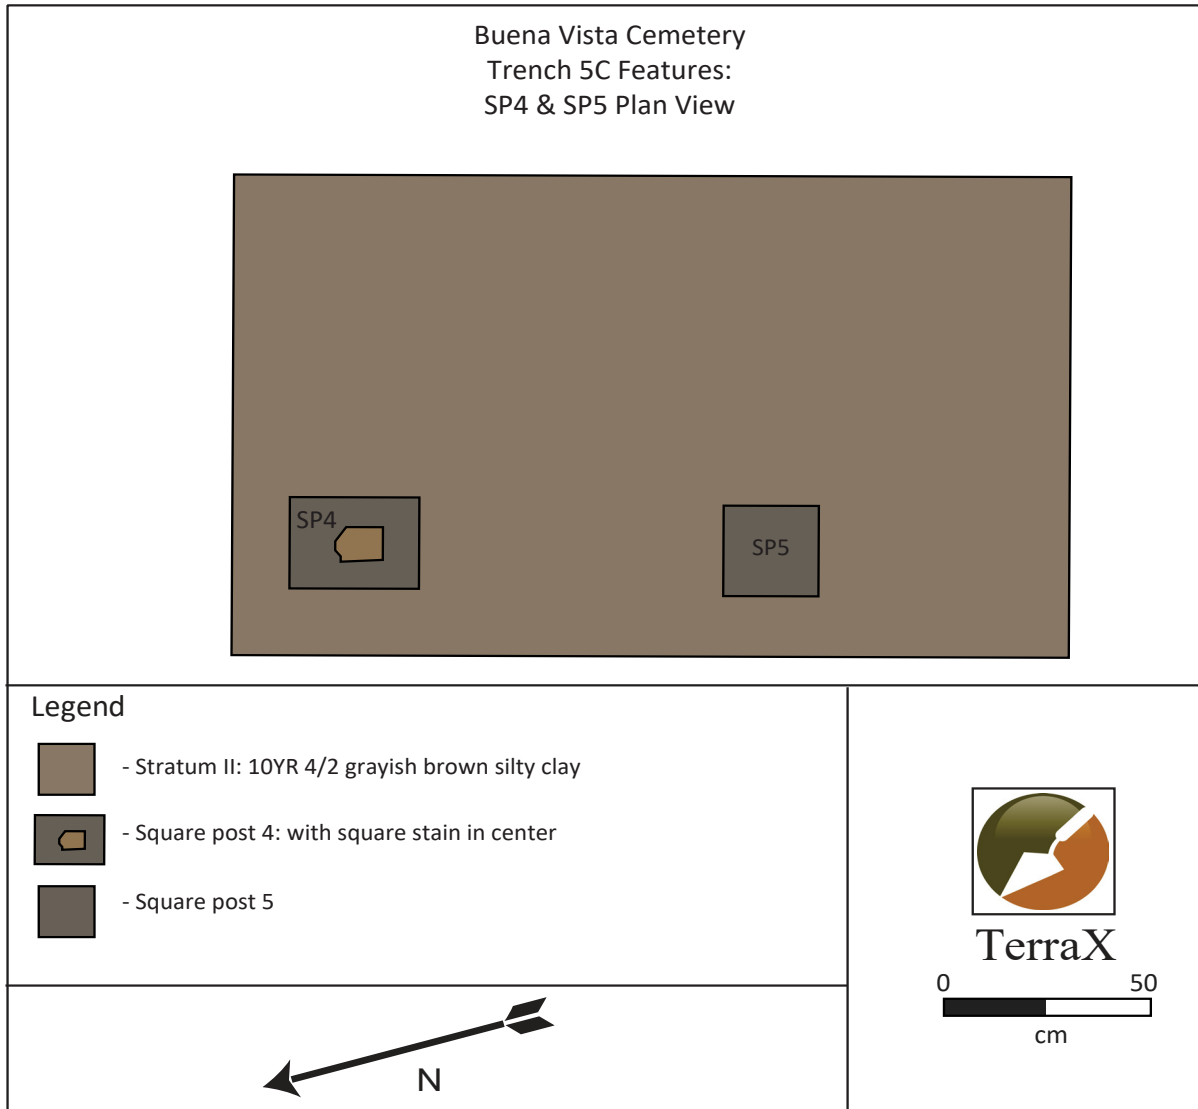 Buena Vista Cemetery
Trench 5C Features:
SP4 & SP5 Plan View
SP4
SP5
Legend
- Stratum II: 10YR 4/2 grayish brown silty clay
- Square post 4: with square stain in center
- Square post 5
N
TerraX
0 50
cm